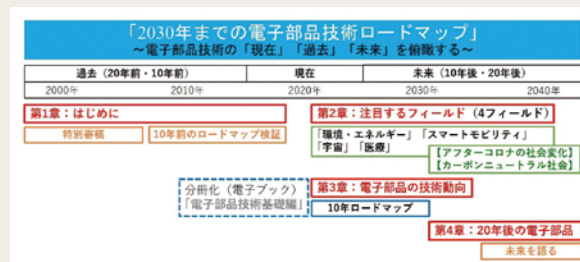 「2030年までの電子部品技術ロードマップ」
～電子部品技術の「現在」「過去」「未来」を俯瞰する～
過去（20年前・10年前） 現在 未来（10年後・20年後）
2000年 2010年 2020年 2030年 2040年
第1章：はじめに 第2章：注目するフィールド（4フィールド）
特別寄稿 10年前のロードマップ検証 「環境・エネルギー」「スマートモビリティ」
「宇宙」「医療」
【アフターコロナの社会変化】
【カーボンニュートラル社会】
分冊化（電子ブック） 第3章：電子部品の技術動向
「電子部品技術基礎編」 10年ロードマップ
第4章：20年後の電子部品
未来を語る